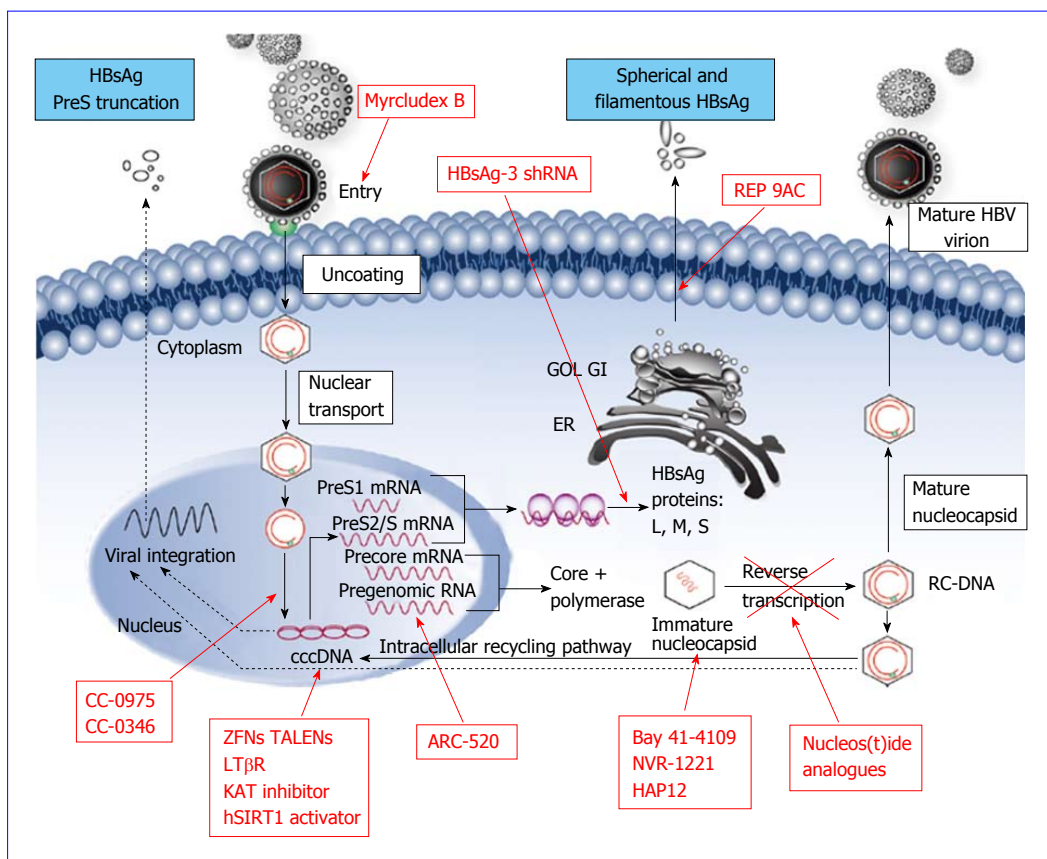 HBsAg
PreS truncation
Myrcludex B
Spherical and
filamentous HBsAg
Entry
HBsAg-3 shRNA
REP 9AC
Mature HBV
virion
Uncoating
Cytoplasm
Nuclear
transport
GOL GI
ER
PreS1 mRNA
PreS2/S mRNA
Precore mRNA
Pregenomic RNA
HBsAg
proteins:
L, M, S
Mature
nucleocapsid
Viral integration
Core +
polymerase
Reverse
transcription
RC-DNA
Immature
nucleocapsid
Nucleus
cccDNA
Intracellular recycling pathway
CC-0975
CC-0346
ZFNs TALENs
LTβR
KAT inhibitor
hSIRT1 activator
ARC-520
Bay 41-4109
NVR-1221
HAP12
Nucleos(t)ide
analogues